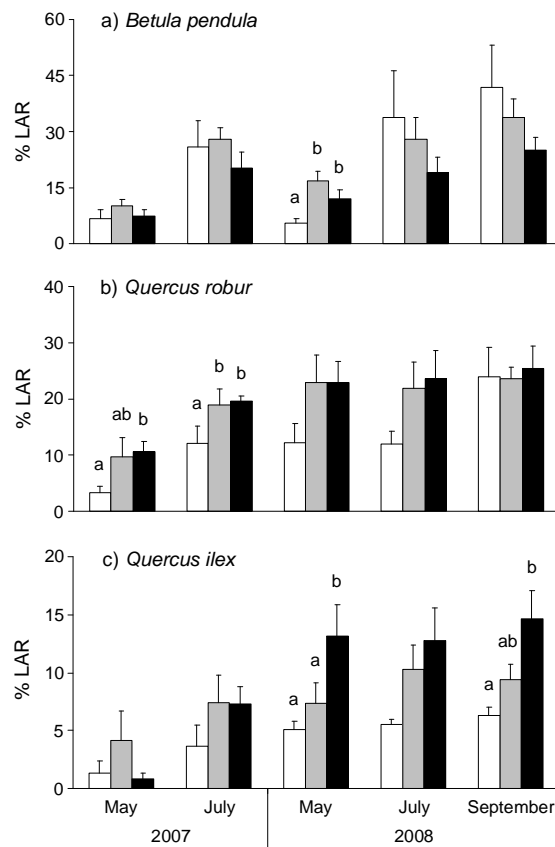 a) Betula pendula
% LAR
60
45
30
15
0
a b b
b) Quercus robur
% LAR
40
30
20
10
0
a ab b a b b
c) Quercus ilex
% LAR
20
15
10
5
0
a a b a ab b
May July May July September
2007 2008